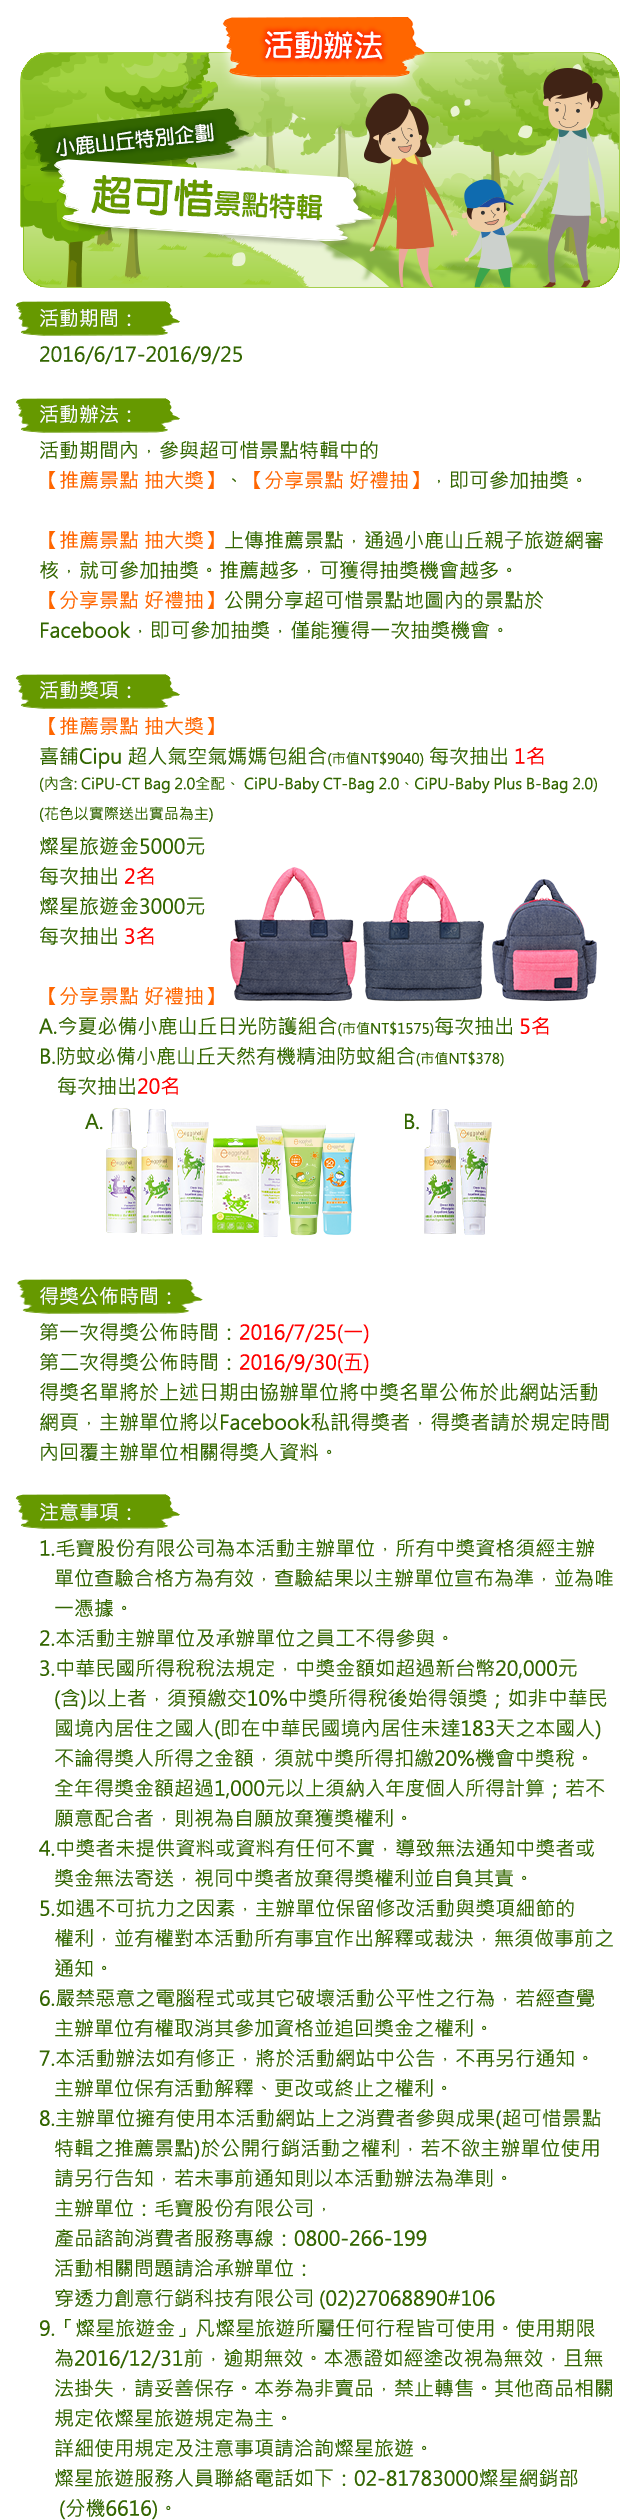 活動辦法
小鹿山丘特別企劃
超可惜景點特輯
活動期間：
2016/6/17-2016/9/25
活動辦法：
活動期間內，參與超可惜景點特輯中的
【推薦景點 抽大獎】、【分享景點 好禮抽】，即可參加抽獎。
【推薦景點 抽大獎】上傳推薦景點，通過小鹿山丘親子旅遊網審
核，就可參加抽獎。推薦越多，可獲得抽獎機會越多。
【分享景點 好禮抽】公開分享超可惜景點地圖內的景點於
Facebook，即可參加抽獎，僅能獲得一次抽獎機會。
活動獎項：
【推薦景點 抽大獎】
喜舖Cipu 超人氣空氣媽媽包組合(市值NT$9040) 每次抽出 1名
(內含: CiPU-CT Bag 2.0全配、 CiPU-Baby CT-Bag 2.0、CiPU-Baby Plus B-Bag 2.0)
(花色以實際送出實品為主)
燦星旅遊金5000元
每次抽出 2名
燦星旅遊金3000元
每次抽出 3名
【分享景點 好禮抽】
A.今夏必備小鹿山丘日光防護組合(市值NT$1575)每次抽出 5名
B.防蚊必備小鹿山丘天然有機精油防蚊組合(市值NT$378)
每次抽出20名
A.
B.
得獎公佈時間：
第一次得獎公佈時間：2016/7/25(一)
第二次得獎公佈時間：2016/9/30(五)
得獎名單將於上述日期由協辦單位將中獎名單公佈於此網站活動
網頁，主辦單位將以Facebook私訊得獎者，得獎者請於規定時間
內回覆主辦單位相關得獎人資料。
注意事項：
1.毛寶股份有限公司為本活動主辦單位，所有中獎資格須經主辦
單位查驗合格方為有效，查驗結果以主辦單位宣布為準，並為唯
一憑據。
2.本活動主辦單位及承辦單位之員工不得參與。
3.中華民國所得稅稅法規定，中獎金額如超過新台幣20,000元
(含)以上者，須預繳交10%中獎所得稅後始得領獎；如非中華民
國境內居住之國人(即在中華民國境內居住未達183天之本國人)
不論得獎人所得之金額，須就中獎所得扣繳20%機會中獎稅。
全年得獎金額超過1,000元以上須納入年度個人所得計算；若不
願意配合者，則視為自願放棄獲獎權利。
4.中獎者未提供資料或資料有任何不實，導致無法通知中獎者或
獎金無法寄送，視同中獎者放棄得獎權利並自負其責。
5.如遇不可抗力之因素，主辦單位保留修改活動與獎項細節的
權利，並有權對本活動所有事宜作出解釋或裁決，無須做事前之
通知。
6.嚴禁惡意之電腦程式或其它破壞活動公平性之行為，若經查覺
主辦單位有權取消其參加資格並追回獎金之權利。
7.本活動辦法如有修正，將於活動網站中公告，不再另行通知。
主辦單位保有活動解釋、更改或終止之權利。
8.主辦單位擁有使用本活動網站上之消費者參與成果(超可惜景點
特輯之推薦景點)於公開行銷活動之權利，若不欲主辦單位使用
請另行告知，若未事前通知則以本活動辦法為準則。
主辦單位：毛寶股份有限公司，
產品諮詢消費者服務專線：0800-266-199
活動相關問題請洽承辦單位：
穿透力創意行銷科技有限公司 (02)27068890#106
9.「燦星旅遊金」凡燦星旅遊所屬任何行程皆可使用。使用期限
為2016/12/31前，逾期無效。本憑證如經塗改視為無效，且無
法掛失，請妥善保存。本券為非賣品，禁止轉售。其他商品相關
規定依燦星旅遊規定為主。
詳細使用規定及注意事項請洽詢燦星旅遊。
燦星旅遊服務人員聯絡電話如下：02-81783000燦星網銷部
(分機6616)。